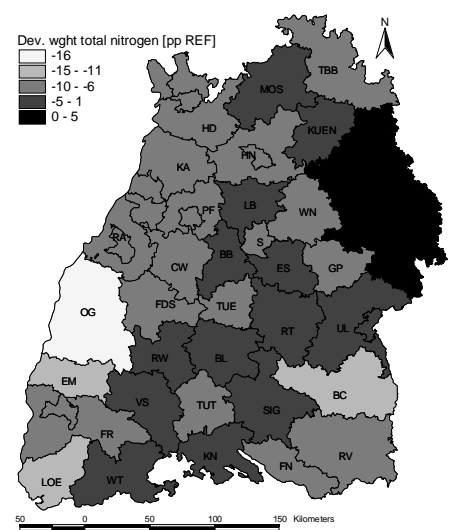 N
Dev. wght total nitrogen [pp REF]
-16
-15 - -11
-10 - -6
-5 - 1
0 - 5
TBB
MOS
HD
KUEN
HN
KA
PF
LB
WN
RA
S
BB
ES
GP
CW
OG
FDS
TUE
RT
UL
RW
BL
EM
BC
VS
TUT
SIG
FR
RV
KN
FN
LOE
WT
50 0 50 100 150 Kilometers